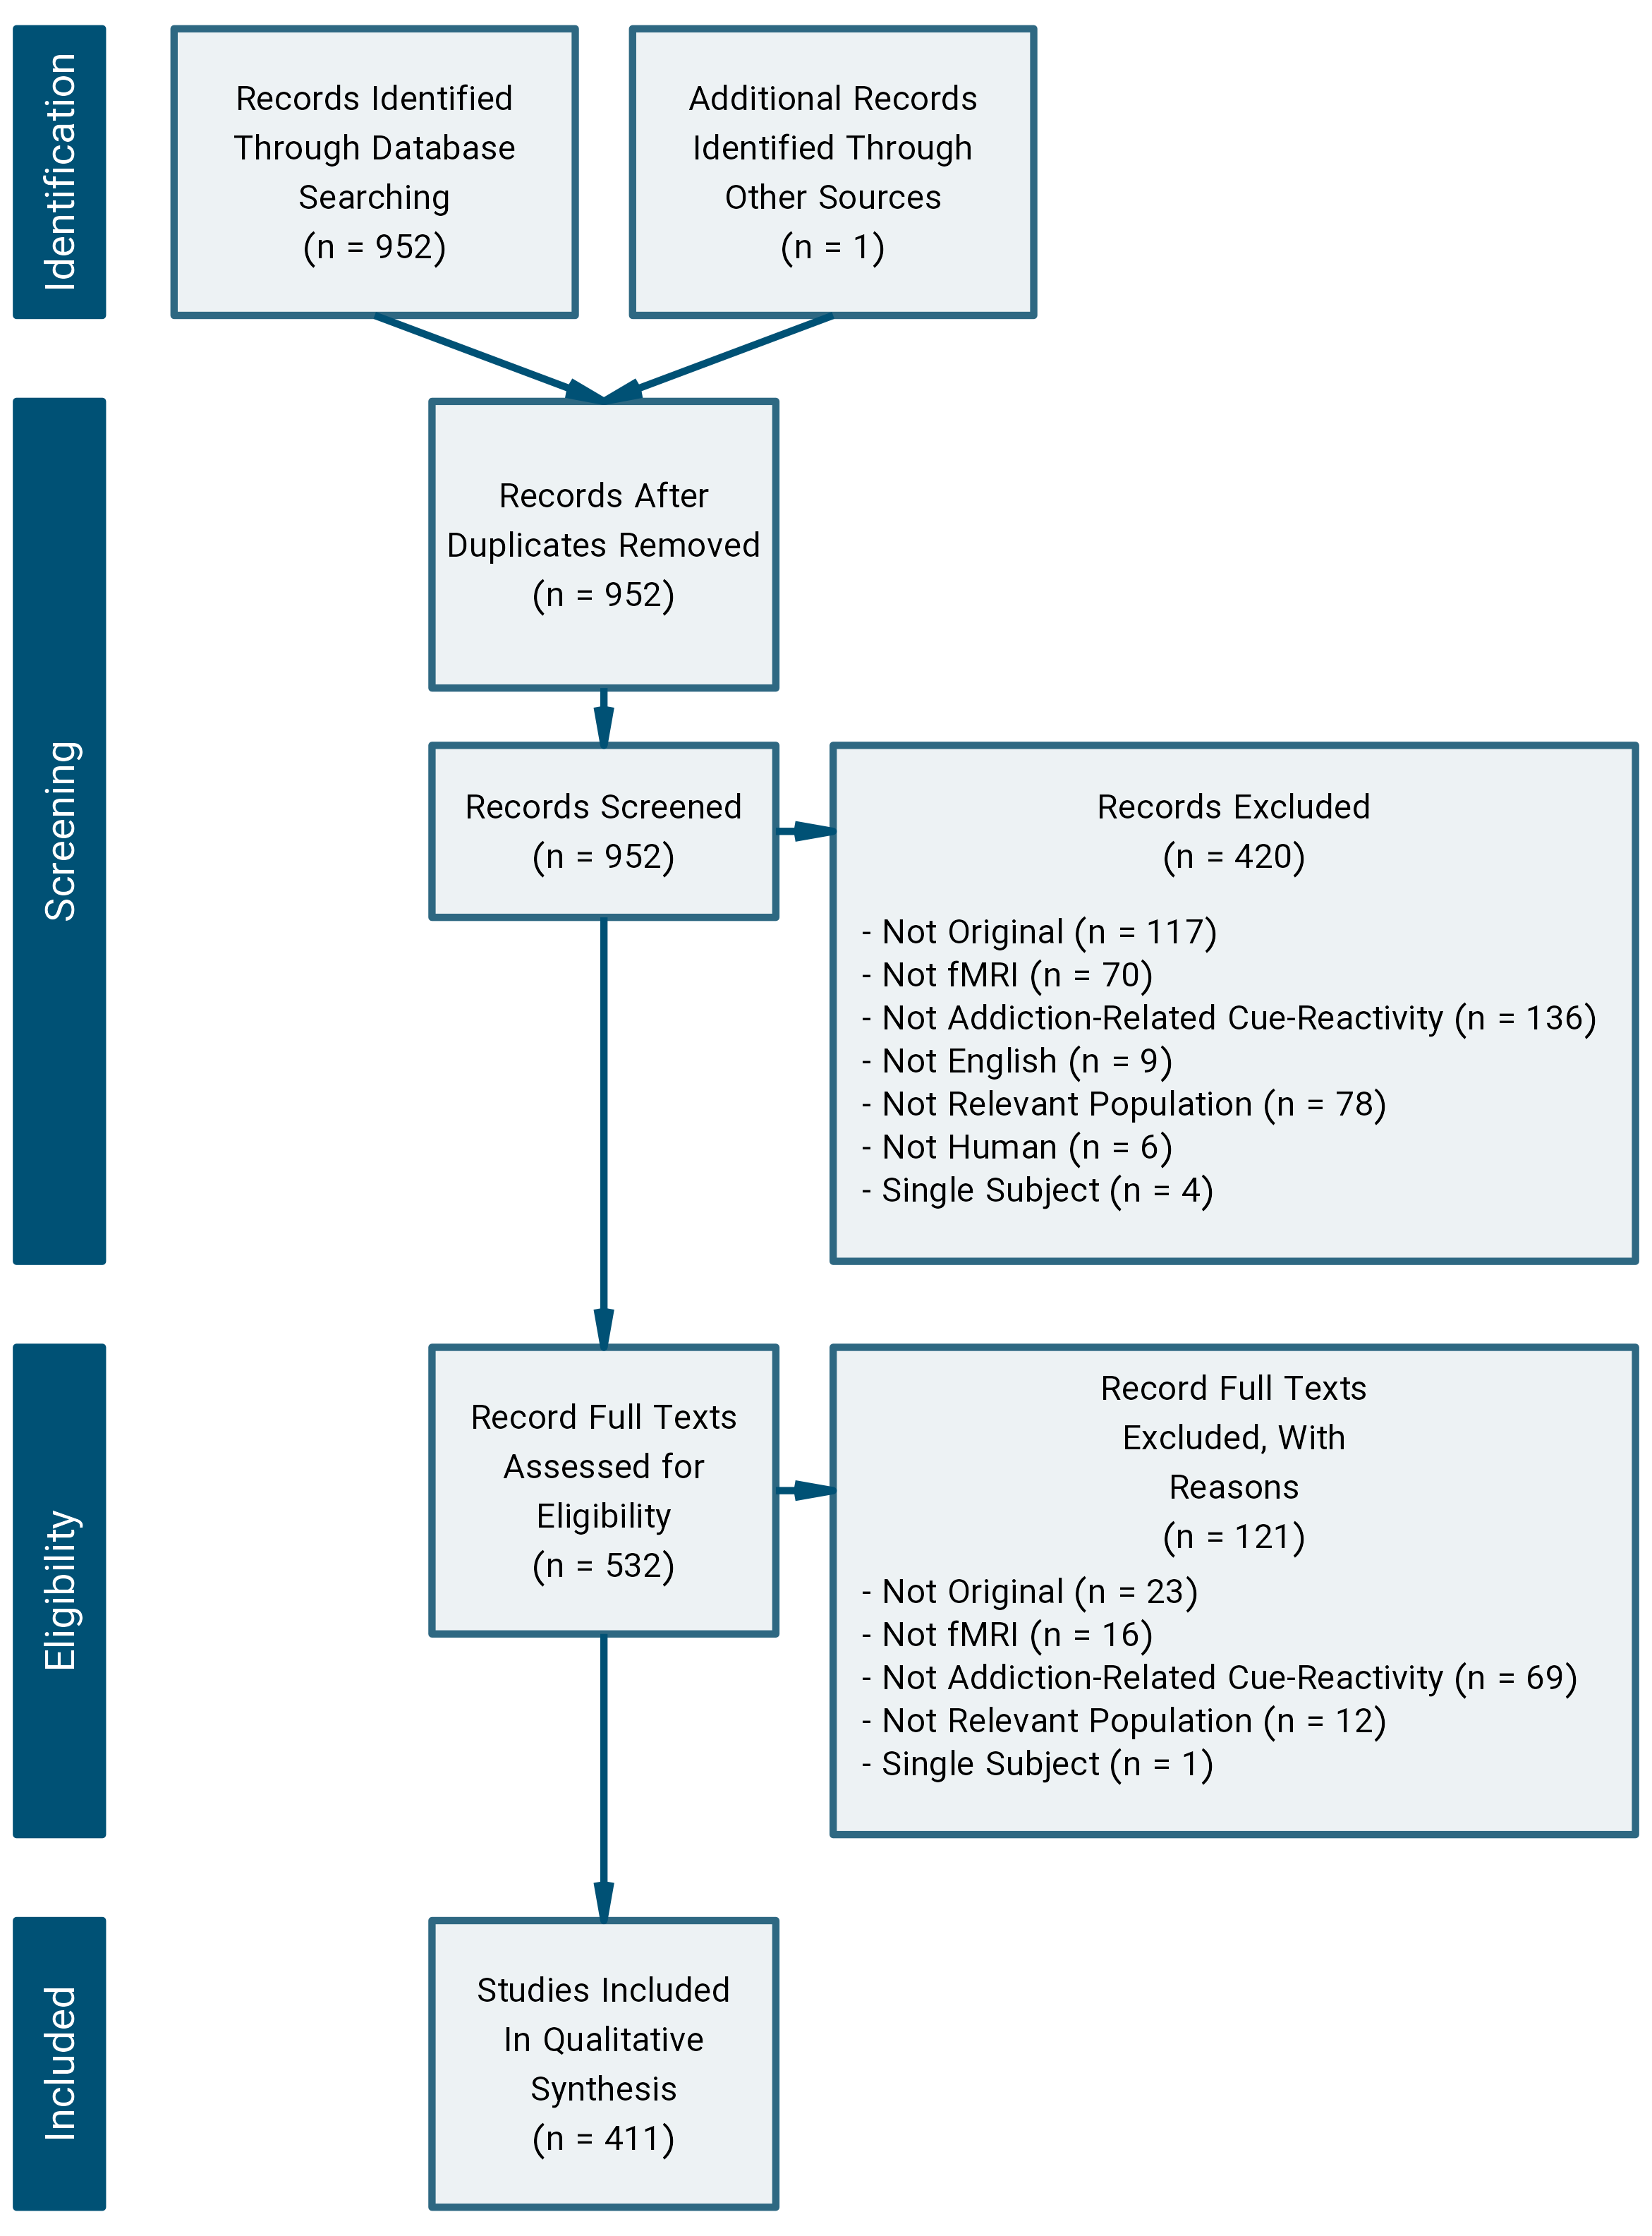 Identification
Records Identified
Through Database
Searching
(n = 952)
Additional Records
Identified Through
Other Sources
(n = 1)
Screening
Records After
Duplicates Removed
(n = 952)
Records Screened
(n = 952)
Records Excluded
(n = 420)
- Not Original (n = 117)
- Not fMRI (n = 70)
- Not Addiction-Related Cue-Reactivity (n = 136)
- Not English (n = 9)
- Not Relevant Population (n = 78)
- Not Human (n = 6)
- Single Subject (n = 4)
Eligibility
Record Full Texts
Assessed for
Eligibility
(n = 532)
Record Full Texts
Excluded, With
Reasons
(n = 121)
- Not Original (n = 23)
- Not fMRI (n = 16)
- Not Addiction-Related Cue-Reactivity (n = 69)
- Not Relevant Population (n = 12)
- Single Subject (n = 1)
Included
Studies Included
In Qualitative
Synthesis
(n = 411)